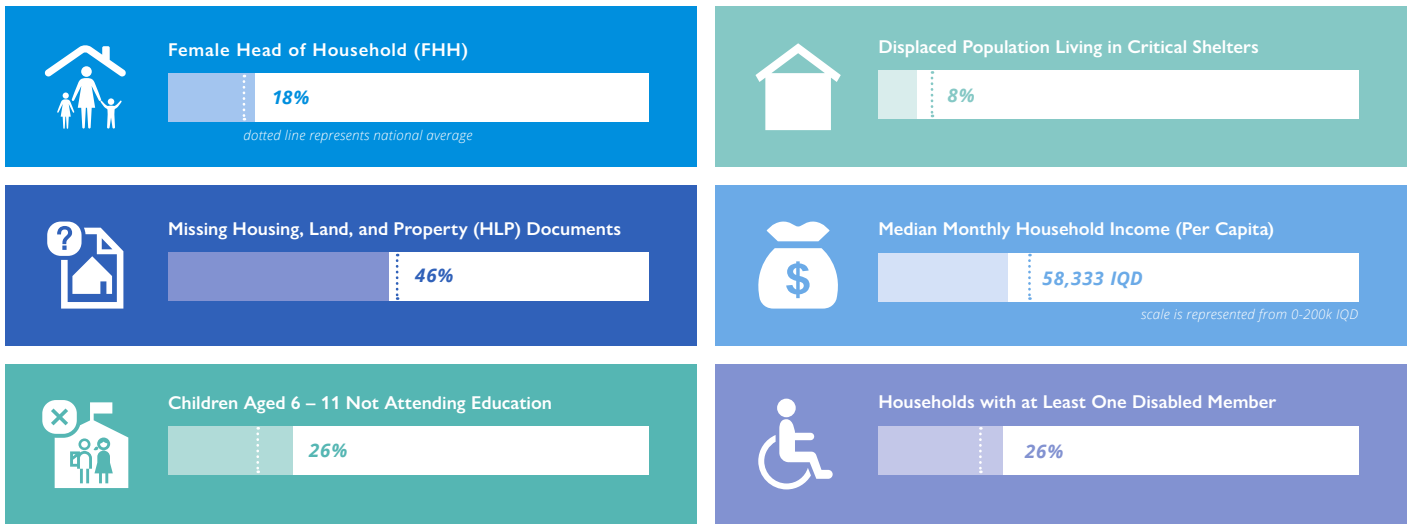 Female Head of Household (FHH)
18%
dotted line represents national average
Displaced Population Living in Critical Shelters
8%
?
Missing Housing, Land, and Property (HLP) Documents
46%
$
Median Monthly Household Income (Per Capita)
58,333 IQD
scale is represented from 0-200k IQD
Children Aged 6 – 11 Not Attending Education
26%
Households with at Least One Disabled Member
26%